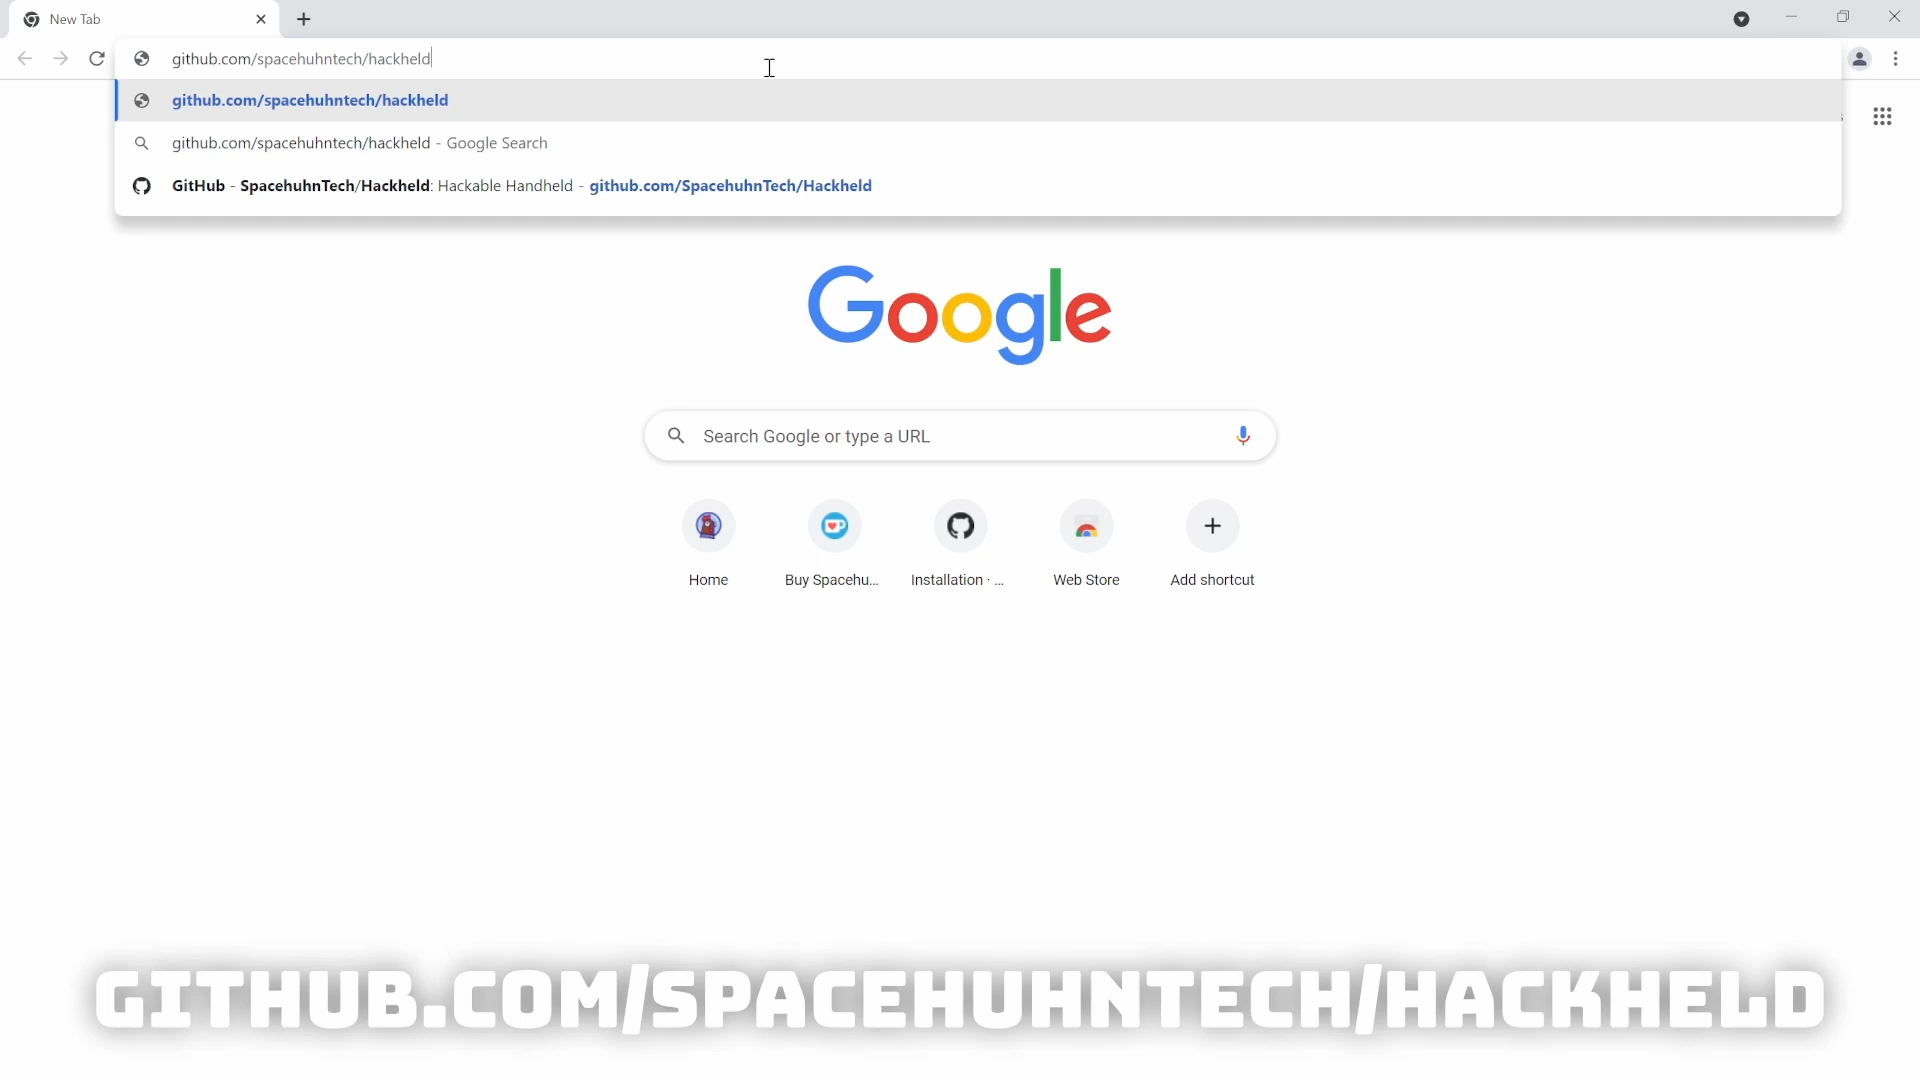 New Tab
github.com/spacehuhntech/hackheld
github.com/spacehuhntech/hackheld
github.com/spacehuhntech/hackheld - Google Search
GitHub - SpacehuhnTech/Hackheld: Hackable Handheld - github.com/SpacehuhnTech/Hackheld
Google
Search Google or type a URL
Home
Buy Spacehu...
Installation · ...
Web Store
Add shortcut
GITHUB.COM/SPACEHUHNTECH/HACKHELD